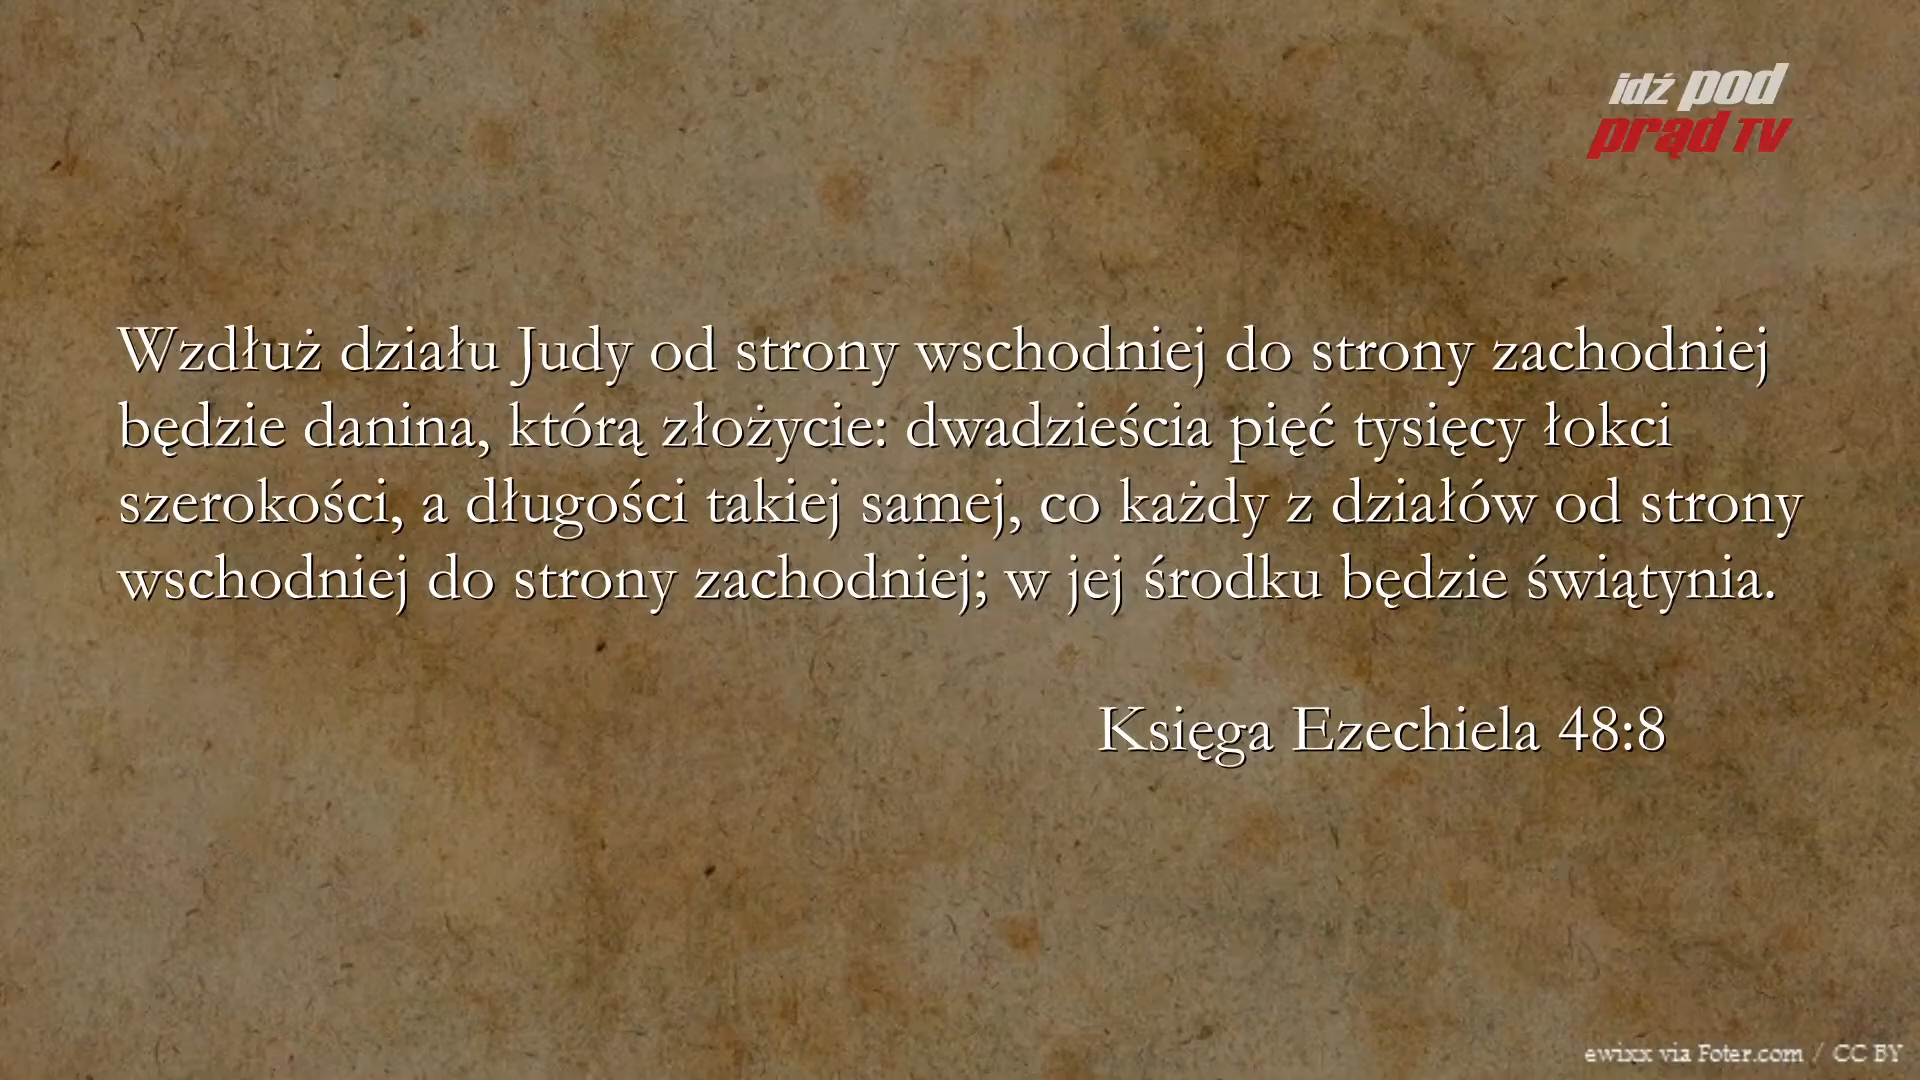 idź pod
prąd TV
Wzdłuż działu Judy od strony wschodniej do strony zachodniej
będzie danina, którą złożycie: dwadzieścia pięć tysięcy łokci
szerokości, a długości takiej samej, co każdy z działów od strony
wschodniej do strony zachodniej; w jej środku będzie świątynia.
Księga Ezechiela 48:8
ewixx via Foter.com / CC BY